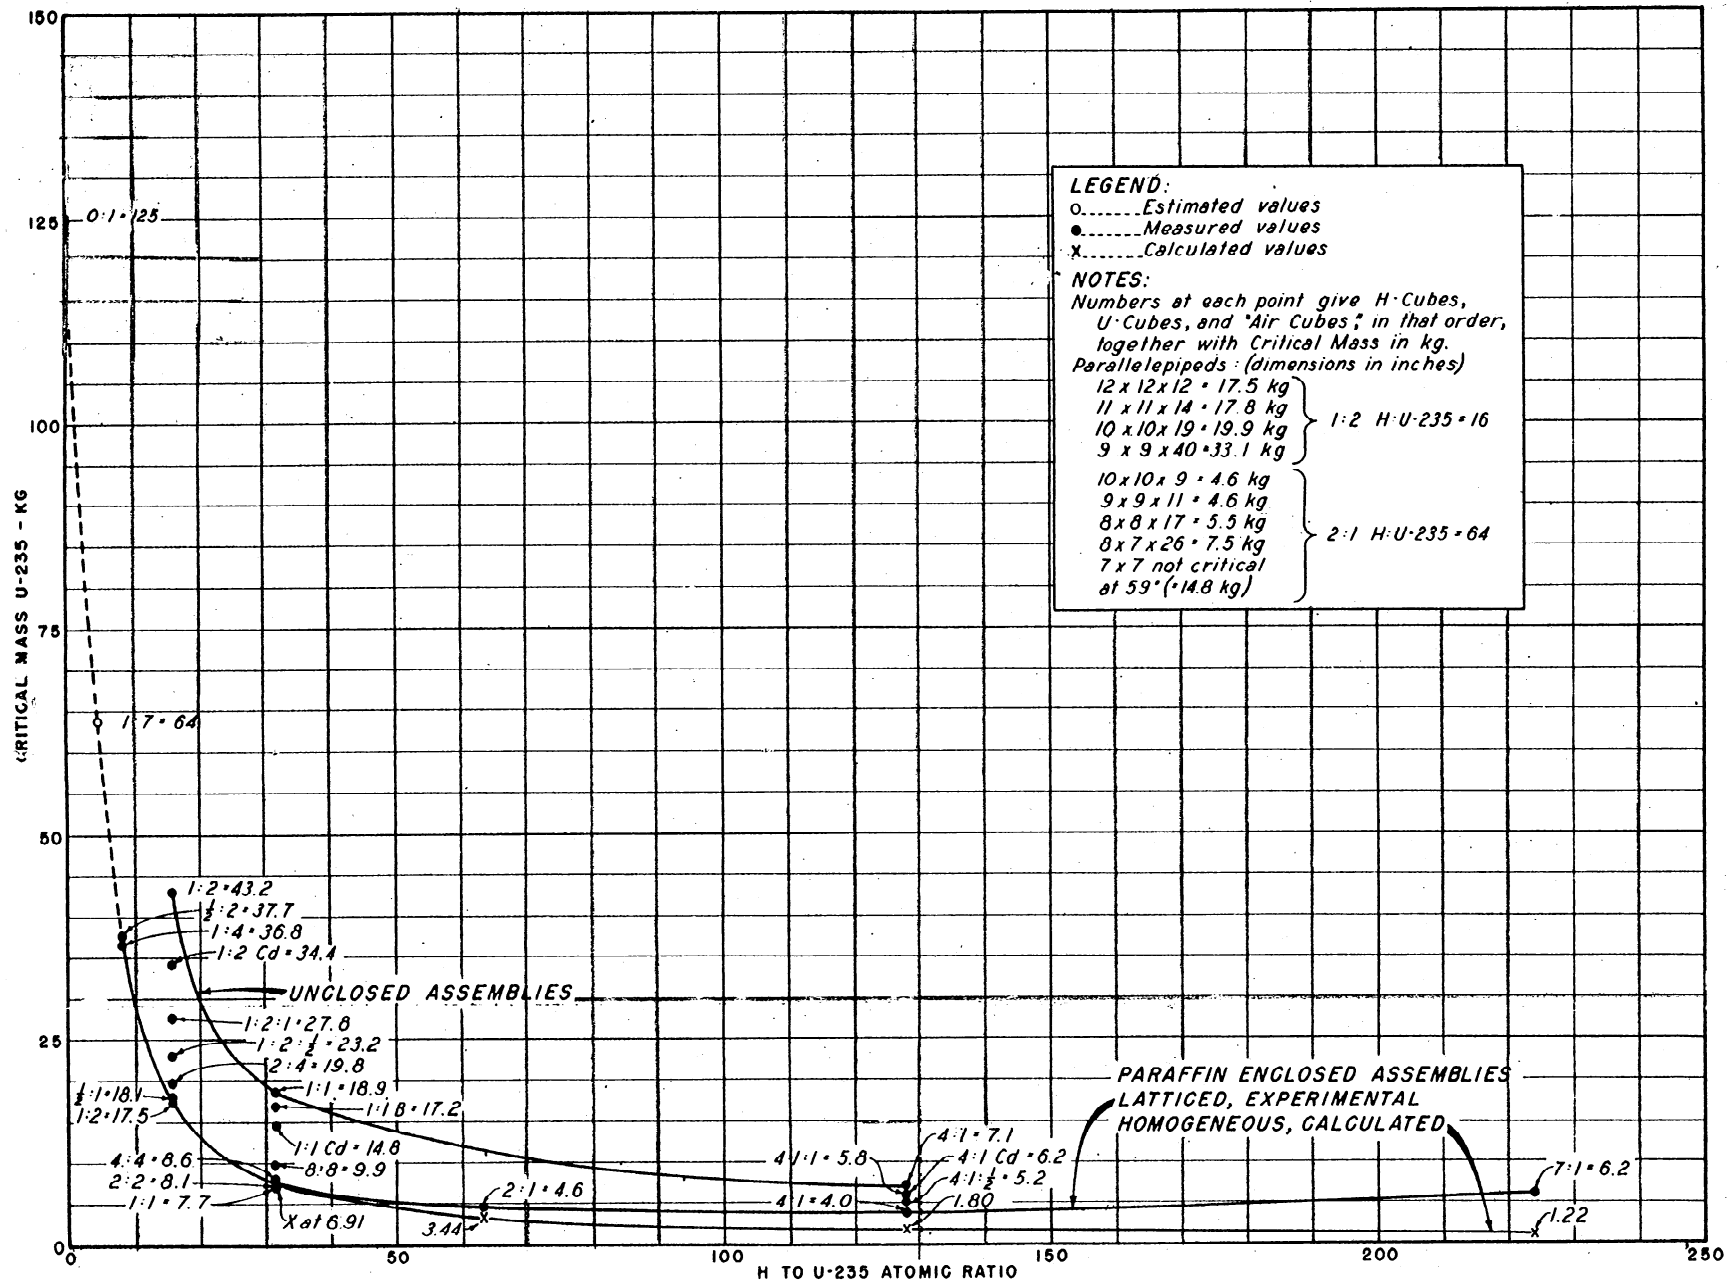 150
125
100
75
50
25
0
CRITICAL MASS U-235 - KG
0:1 = 125
1:7 = 64
LEGEND:
o......Estimated values
●......Measured values
x......Calculated values
NOTES:
Numbers at each point give H-Cubes,
U-Cubes, and "Air Cubes", in that order,
together with Critical Mass in kg.
Parallelepipeds: (dimensions in inches)
12 x 12 x 12 = 17.5 kg
11 x 11 x 14 = 17.8 kg
10 x 10 x 19 = 19.9 kg
9 x 9 x 40 = 33.1 kg
1:2 H:U-235 = 16
10 x 10 x 9 = 4.6 kg
9 x 9 x 11 = 4.6 kg
8 x 8 x 17 = 5.5 kg
8 x 7 x 26 = 7.5 kg
7 x 7 not critical
at 59" (=14.8 kg)
2:1 H:U-235 = 64
1:2 = 43.2
½:2 = 37.7
1:4 = 36.8
1:2 Cd = 34.4
UNCLOSED ASSEMBLIES
1:2:1 = 27.8
1:2:½ = 23.2
2:4 = 19.8
½:1 = 18.1
1:2 = 17.5
1:1 = 18.9
1:1 B = 17.2
1:1 Cd = 14.8
8:8 = 9.9
4:4 = 8.6
2:2 = 8.1
1:1 = 7.7
X at 6.91
2:1 = 4.6
3.44
4:1 = 7.1
4:1:1 = 5.8
4:1 Cd = 6.2
4:1:½ = 5.2
4:1 = 4.0
1.80
PARAFFIN ENCLOSED ASSEMBLIES
LATTICED, EXPERIMENTAL
HOMOGENEOUS, CALCULATED
7:1 = 6.2
1.22
0 50 100 150 200 250
H TO U-235 ATOMIC RATIO